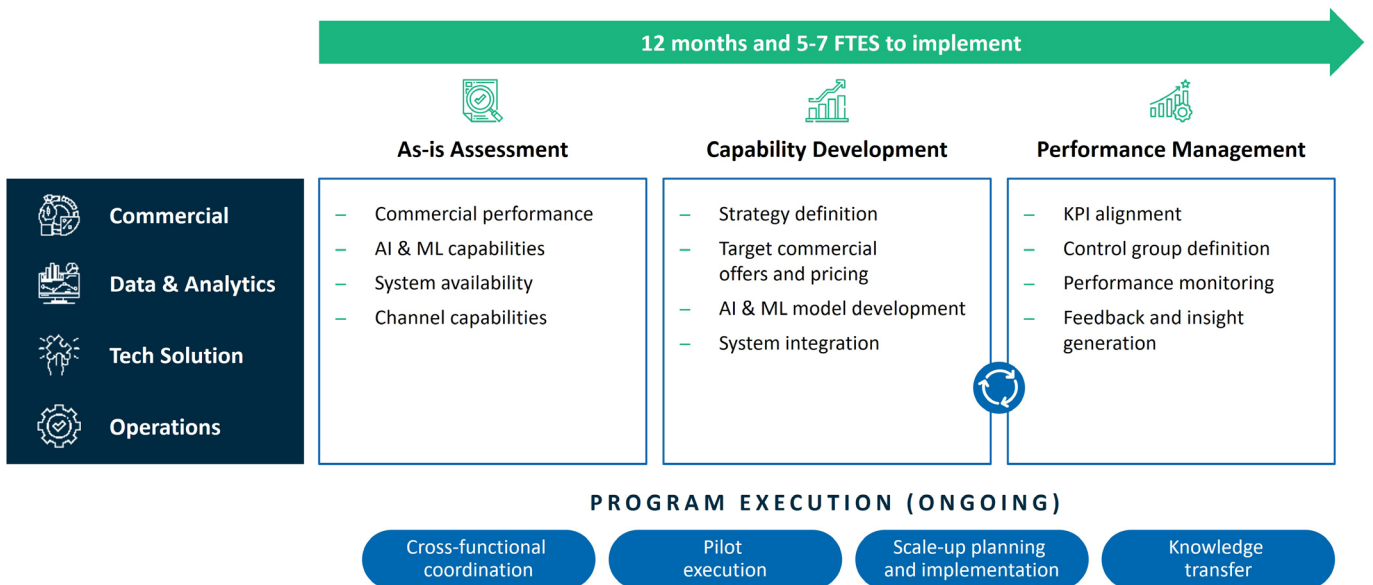 12 months and 5-7 FTES to implement
As-is Assessment
Capability Development
Performance Management
Commercial
Data & Analytics
Tech Solution
Operations
– Commercial performance
– AI & ML capabilities
– System availability
– Channel capabilities
– Strategy definition
– Target commercial
offers and pricing
– AI & ML model development
– System integration
– KPI alignment
– Control group definition
– Performance monitoring
– Feedback and insight
generation
PROGRAM EXECUTION (ONGOING)
Cross-functional
coordination
Pilot
execution
Scale-up planning
and implementation
Knowledge
transfer